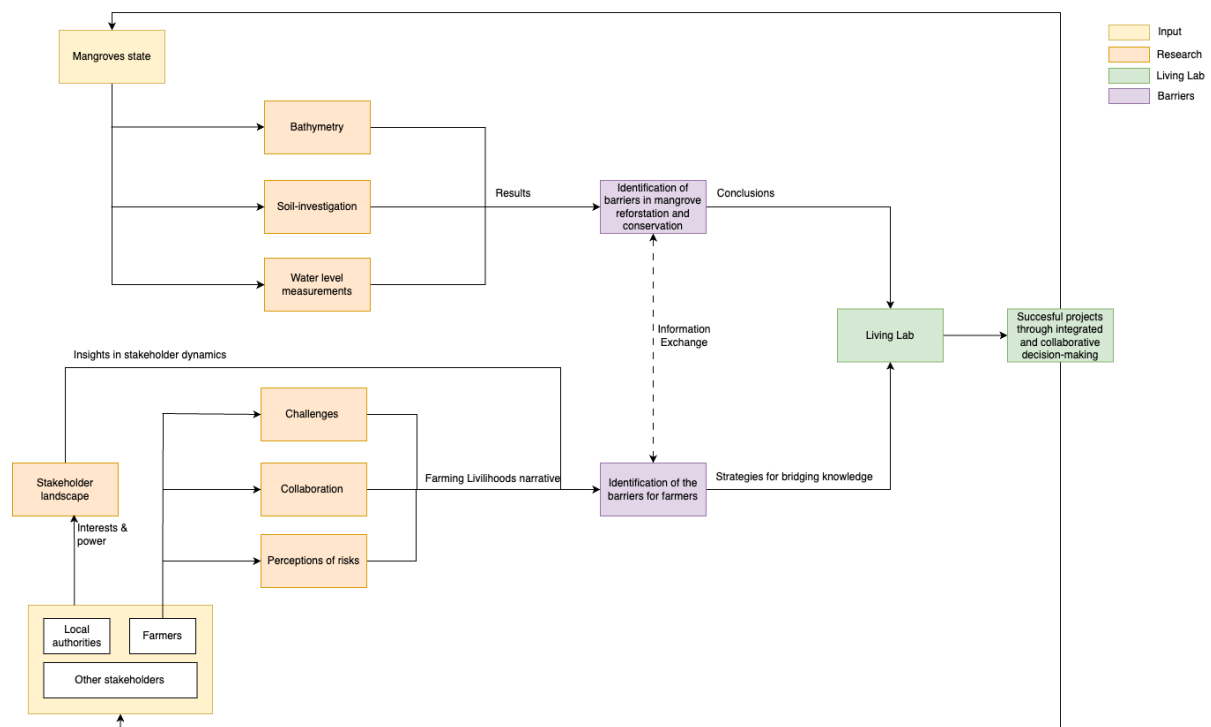 Mangroves state
Input
Research
Living Lab
Barriers
Bathymetry
Soil-investigation
Results
Identification of
barriers in mangrove
reforstation and
conservation
Conclusions
Water level
measurements
Information
Exchange
Living Lab
Succesful projects
through integrated
and collaborative
decision-making
Insights in stakeholder dynamics
Challenges
Stakeholder
landscape
Collaboration
Farming Livilihoods narrative
Identification of the
barriers for farmers
Strategies for bridging knowledge
Interests &
power
Perceptions of risks
Local
authorities
Farmers
Other stakeholders